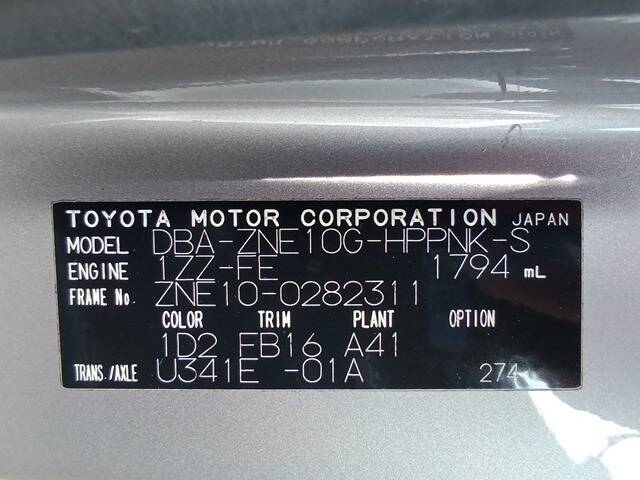 TOYOTA MOTOR CORPORATION JAPAN
MODEL DBA-ZNE10G-HPPNK-S
ENGINE 1ZZ-FE 1794 mL
FRAME No. ZNE10-0282311
COLOR TRIM PLANT OPTION
1D2 FB16 A41
TRANS./AXLE U341E -01A 274